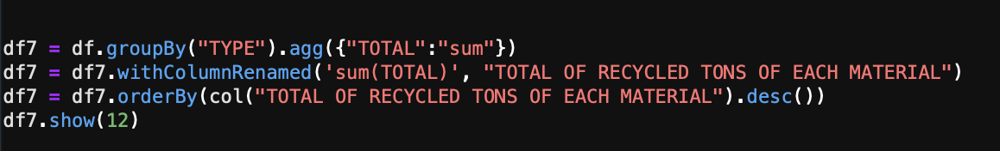 df7 = df.groupBy("TYPE").agg({"TOTAL":"sum"})
df7 = df7.withColumnRenamed('sum(TOTAL)', "TOTAL OF RECYCLED TONS OF EACH MATERIAL")
df7 = df7.orderBy(col("TOTAL OF RECYCLED TONS OF EACH MATERIAL").desc())
df7.show(12)